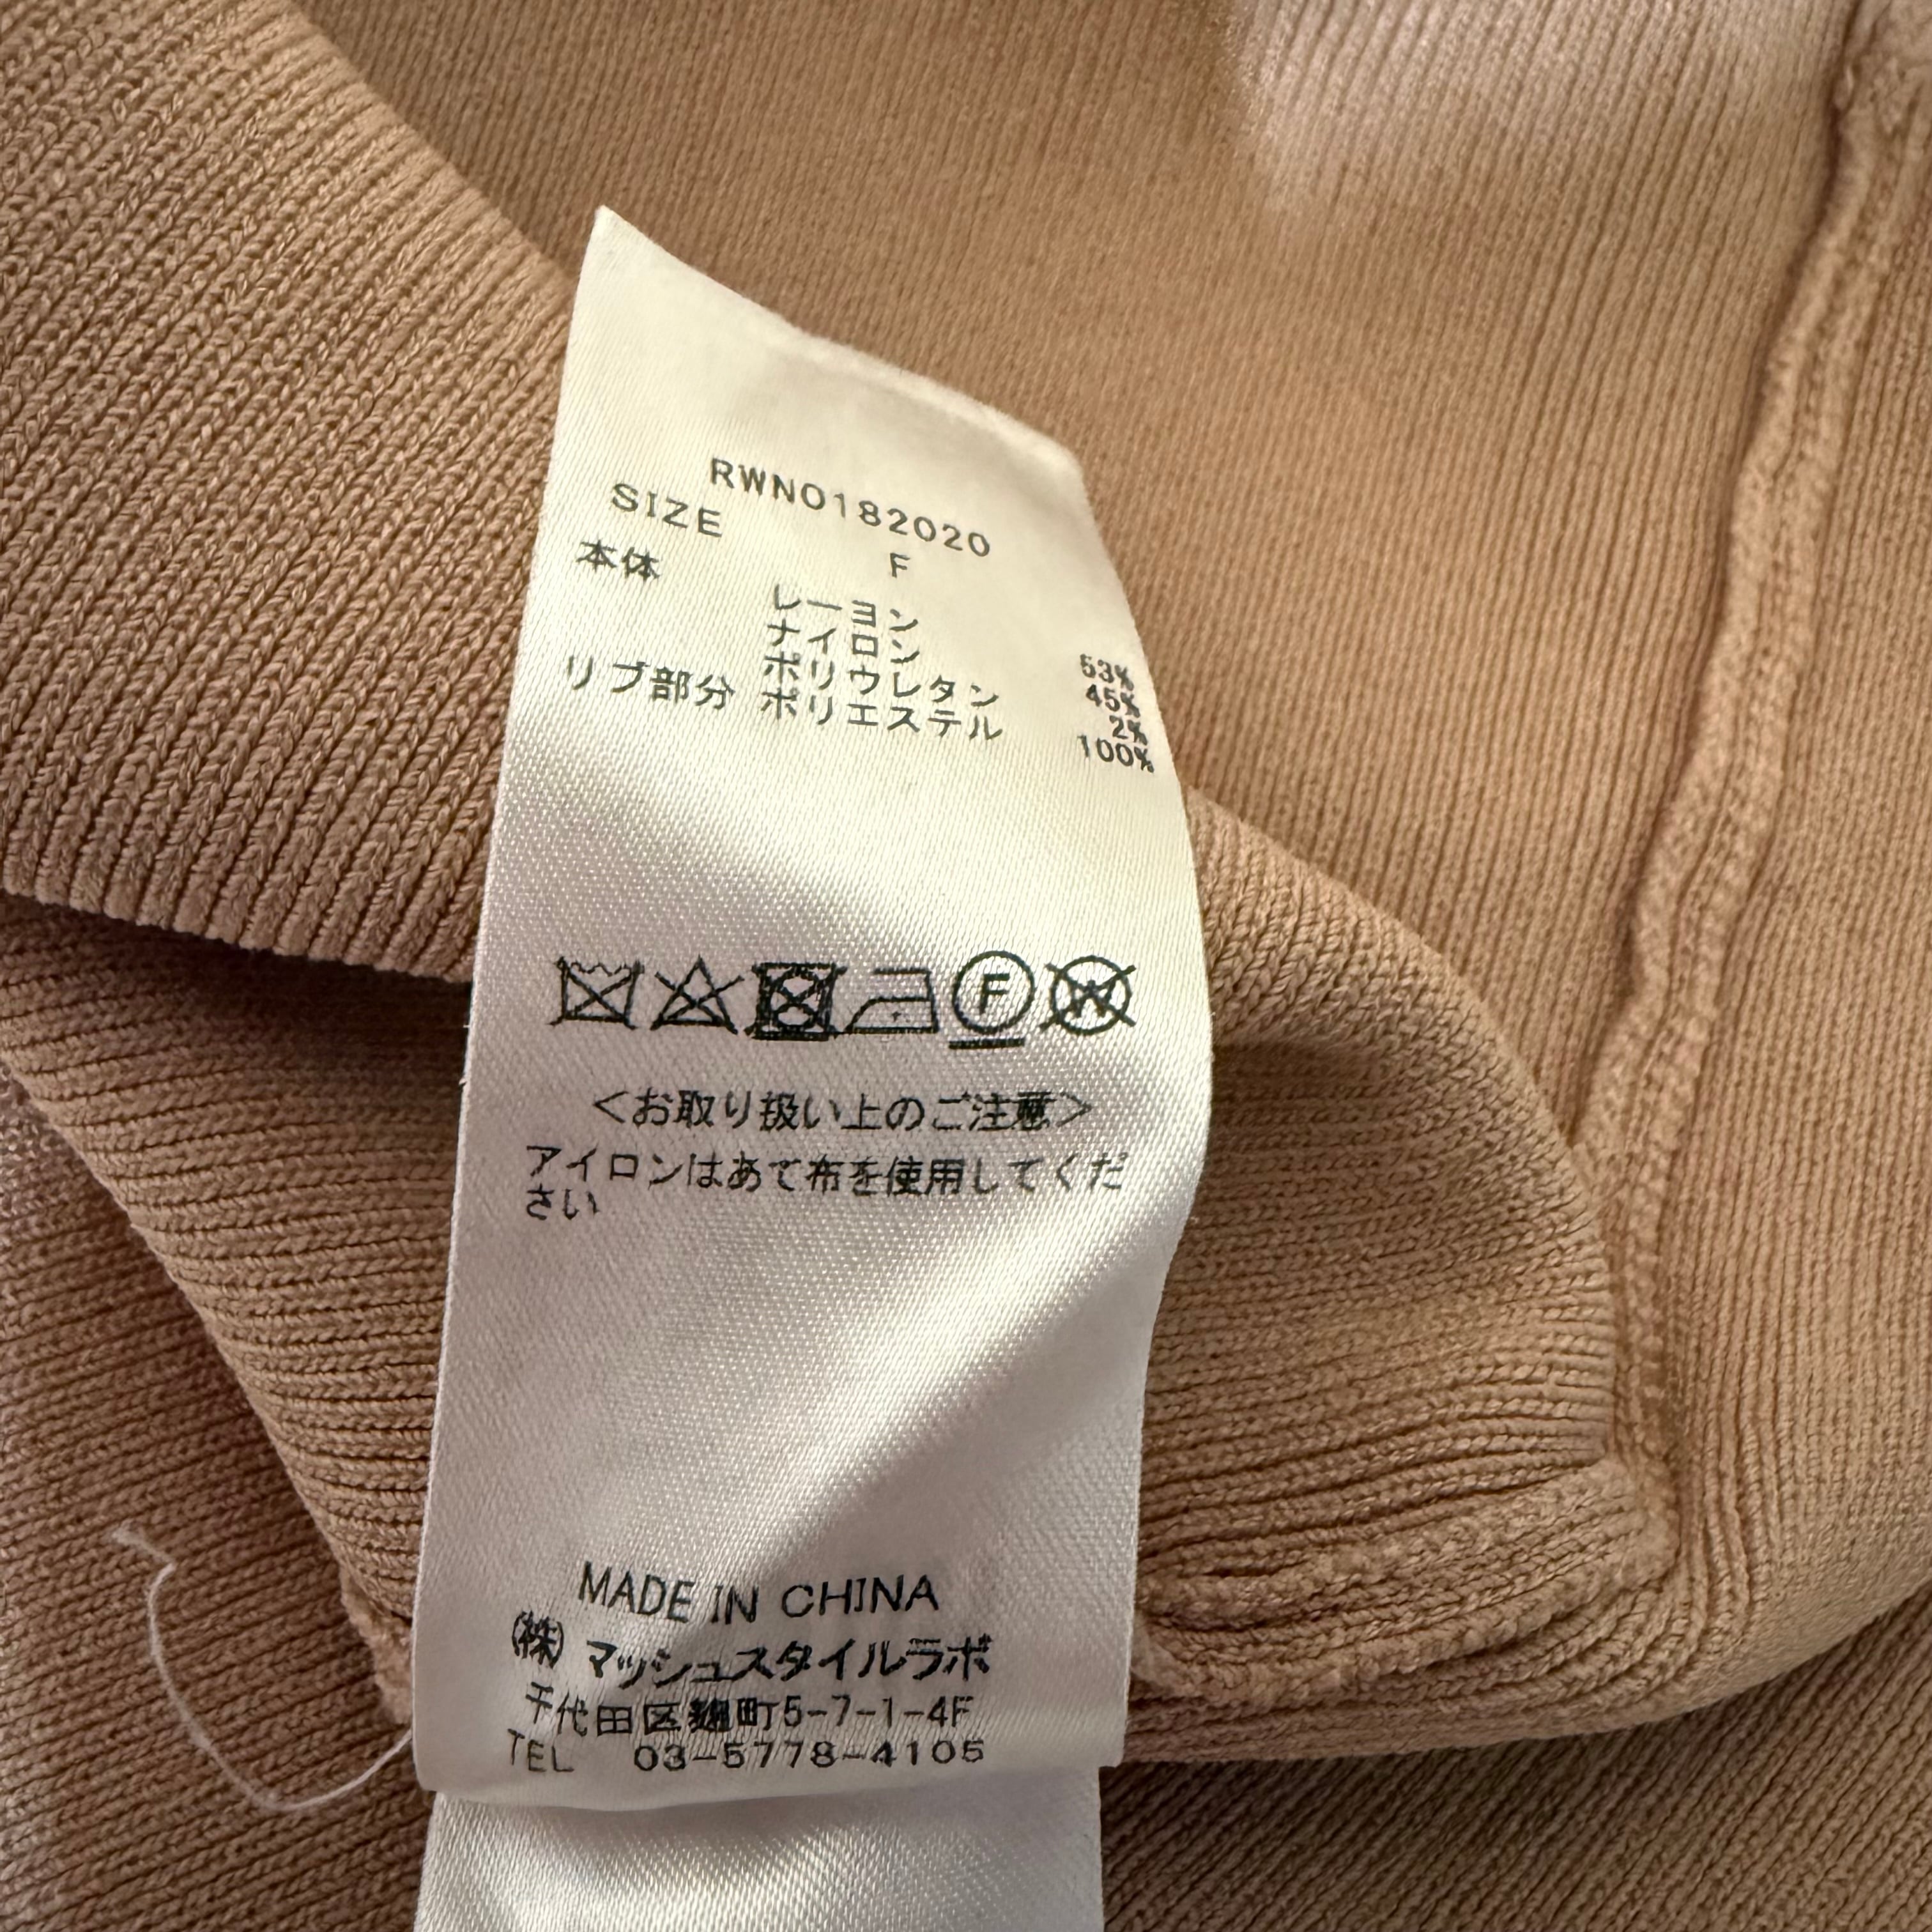 RWNO182020
SIZE F
本体 レーヨン 53%
ナイロン 45%
ポリウレタン 2%
リブ部分 ポリエステル 100%
F
W
<お取り扱い上のご注意>
アイロンはあて布を使用してくだ
さい
MADE IN CHINA
(株) マッシュスタイルラボ
千代田区麹町5-7-1-4F
TEL 03-5778-4105